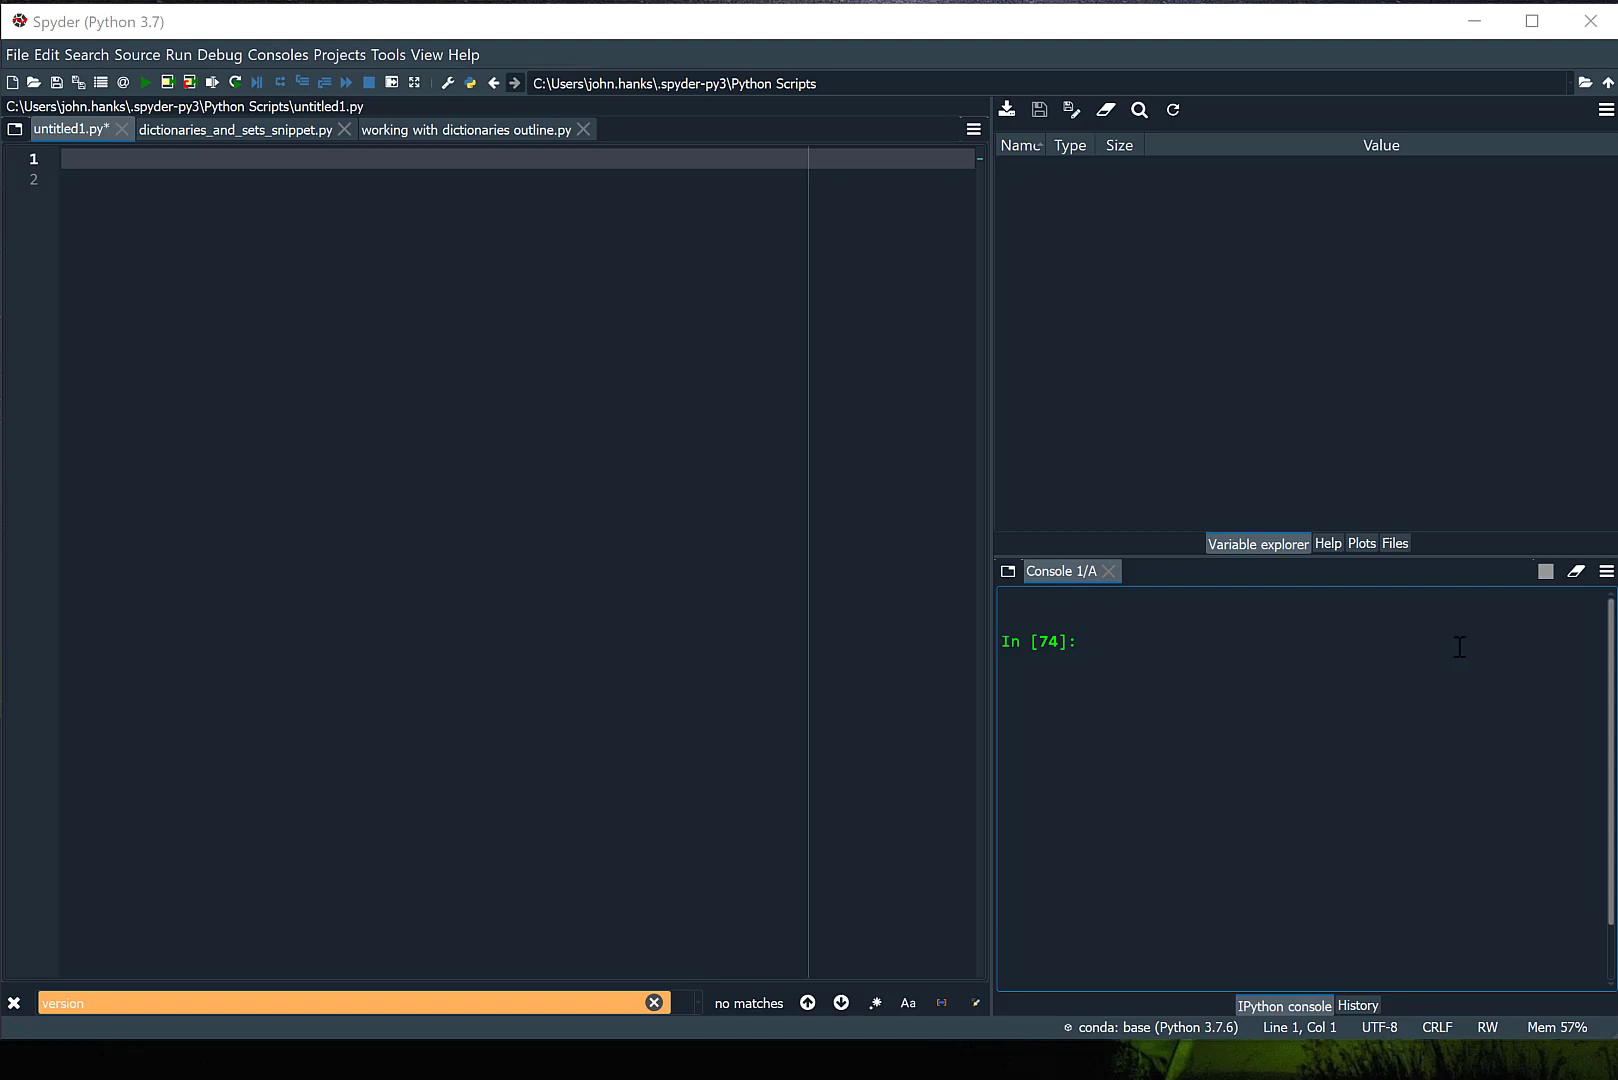 Spyder (Python 3.7)
File Edit Search Source Run Debug Consoles Projects Tools View Help
C:\Users\john.hanks\.spyder-py3\Python Scripts
C:\Users\john.hanks\.spyder-py3\Python Scripts\untitled1.py
untitled1.py*
dictionaries_and_sets_snippet.py
working with dictionaries outline.py
1
2
version
no matches
Aa
Name
Type
Size
Value
Variable explorer
Help
Plots
Files
Console 1/A
In [74]:
IPython console
History
conda: base (Python 3.7.6)
Line 1, Col 1
UTF-8
CRLF
RW
Mem 57%